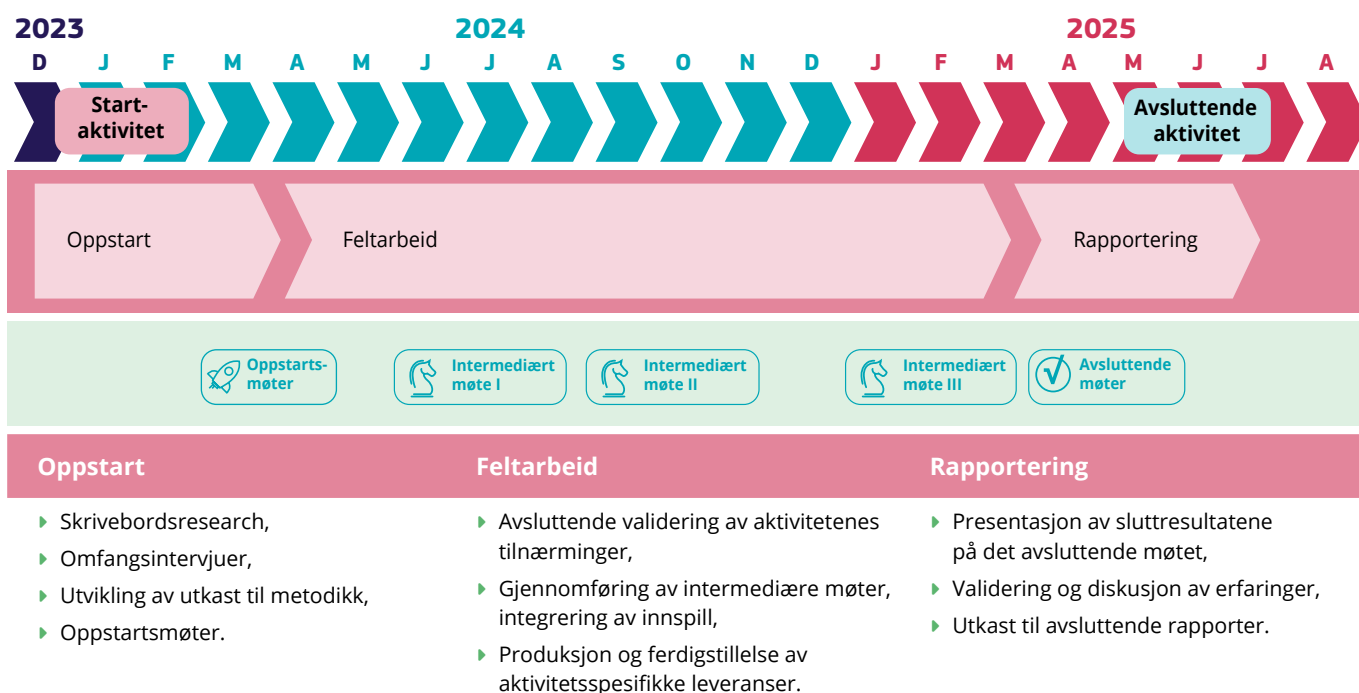 2023
2024
2025
D J F M A M J J A S O N D J F M A M J J A
Start-
aktivitet
Avsluttende
aktivitet
Oppstart
Feltarbeid
Rapportering
Oppstarts-
møter
Intermediært
møte I
Intermediært
møte II
Intermediært
møte III
Avsluttende
møter
Oppstart
Skrivebordsresearch,
Omfangsintervjuer,
Utvikling av utkast til metodikk,
Oppstartsmøter.
Feltarbeid
Avsluttende validering av aktivitetenes
tilnærminger,
Gjennomføring av intermediære møter,
integrering av innspill,
Produksjon og ferdigstillelse av
aktivitetsspesifikke leveranser.
Rapportering
Presentasjon av sluttresultatene
på det avsluttende møtet,
Validering og diskusjon av erfaringer,
Utkast til avsluttende rapporter.